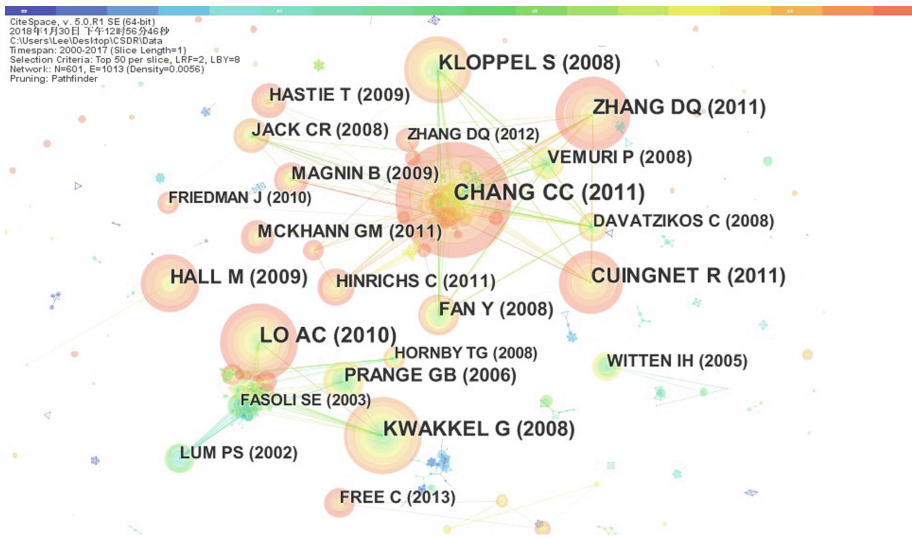 CiteSpace, v. 5.0.R1 SE (64-bit)
2018年1月30日 下午12时56分46秒
C:\Users\Lee\Desktop\CSDR\Data
Timespan: 2000-2017 (Slice Length=1)
Selection Criteria: Top 50 per slice, LRF=2, LBY=8
Network: N=601, E=1013 (Density=0.0056)
Pruning: Pathfinder
KLOPPEL S (2008)
HASTIE T (2009)
ZHANG DQ (2011)
JACK CR (2008)
ZHANG DQ (2012)
VEMURI P (2008)
MAGNIN B (2009)
CHANG CC (2011)
FRIEDMAN J (2010)
DAVATZIKOS C (2008)
MCKHANN GM (2011)
HALL M (2009)
HINRICHS C (2011)
CUINGNET R (2011)
FAN Y (2008)
LO AC (2010)
HORNBY TG (2008)
WITTEN IH (2005)
PRANGE GB (2006)
FASOLI SE (2003)
KWAKKEL G (2008)
LUM PS (2002)
FREE C (2013)